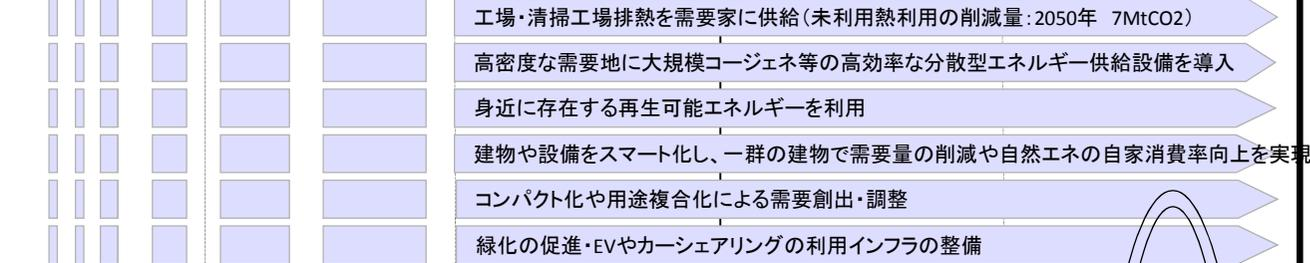 工場・清掃工場排熱を需要家に供給（未利用熱利用の削減量：2050年　7MtCO2）
高密度な需要地に大規模コージェネ等の高効率な分散型エネルギー供給設備を導入
身近に存在する再生可能エネルギーを利用
建物や設備をスマート化し、一群の建物で需要量の削減や自然エネの自家消費率向上を実現
コンパクト化や用途複合化による需要創出・調整
緑化の促進・EVやカーシェアリングの利用インフラの整備